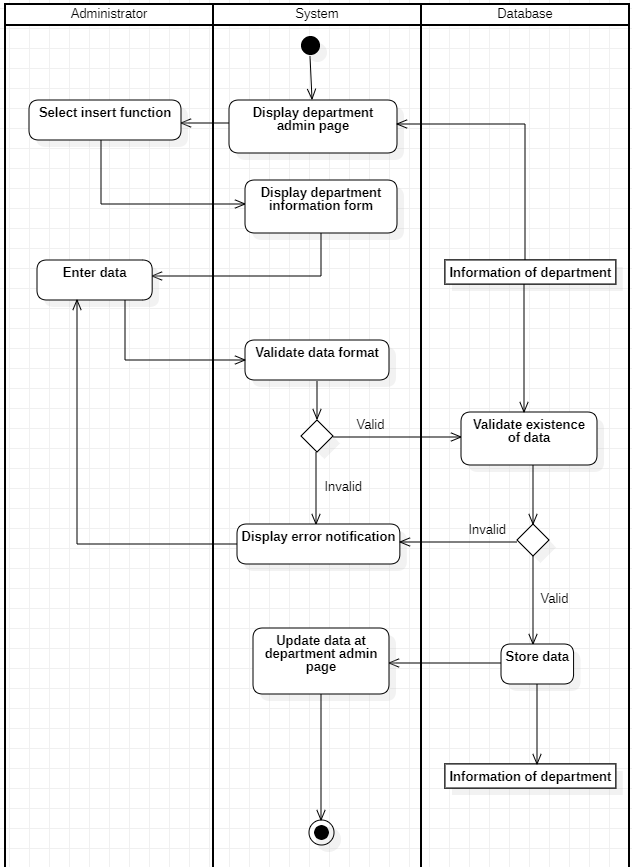 Administrator
System
Database
Select insert function
Display department
admin page
Display department
information form
Enter data
Information of department
Validate data format
Valid
Validate existence
of data
Invalid
Display error notification
Invalid
Valid
Update data at
department admin
page
Store data
Information of department